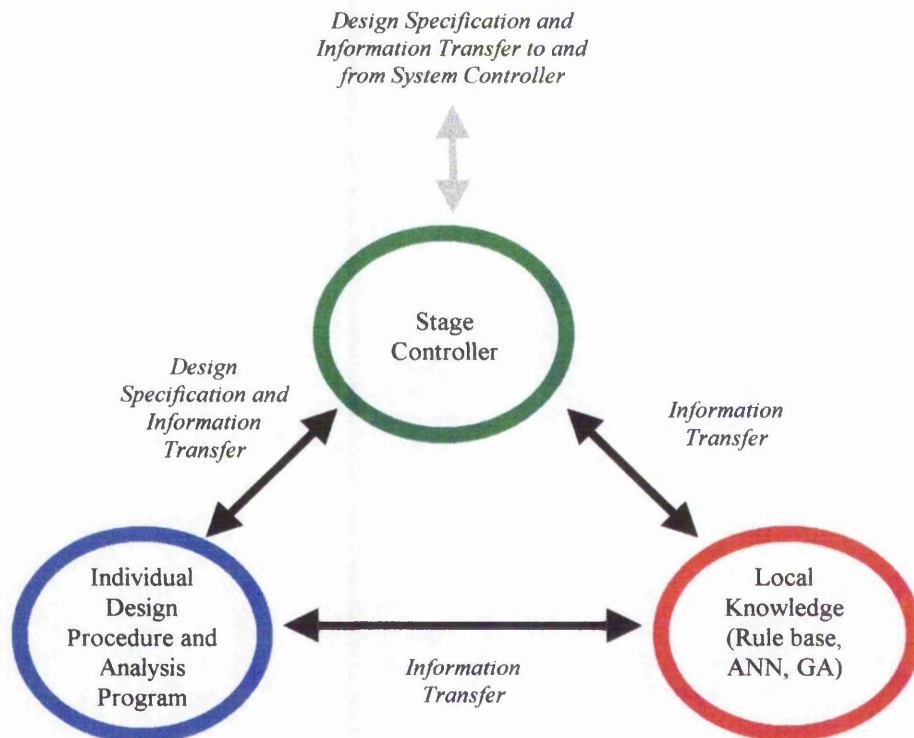 Design Specification and
Information Transfer to and
from System Controller
Stage
Controller
Design
Specification and
Information
Transfer
Information
Transfer
Individual
Design
Procedure and
Analysis
Program
Local
Knowledge
(Rule base,
ANN, GA)
Information
Transfer